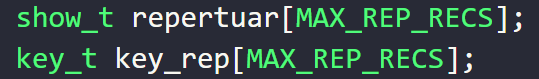 show_t repertuar[MAX_REP_RECS];
key_t key_rep[MAX_REP_RECS];